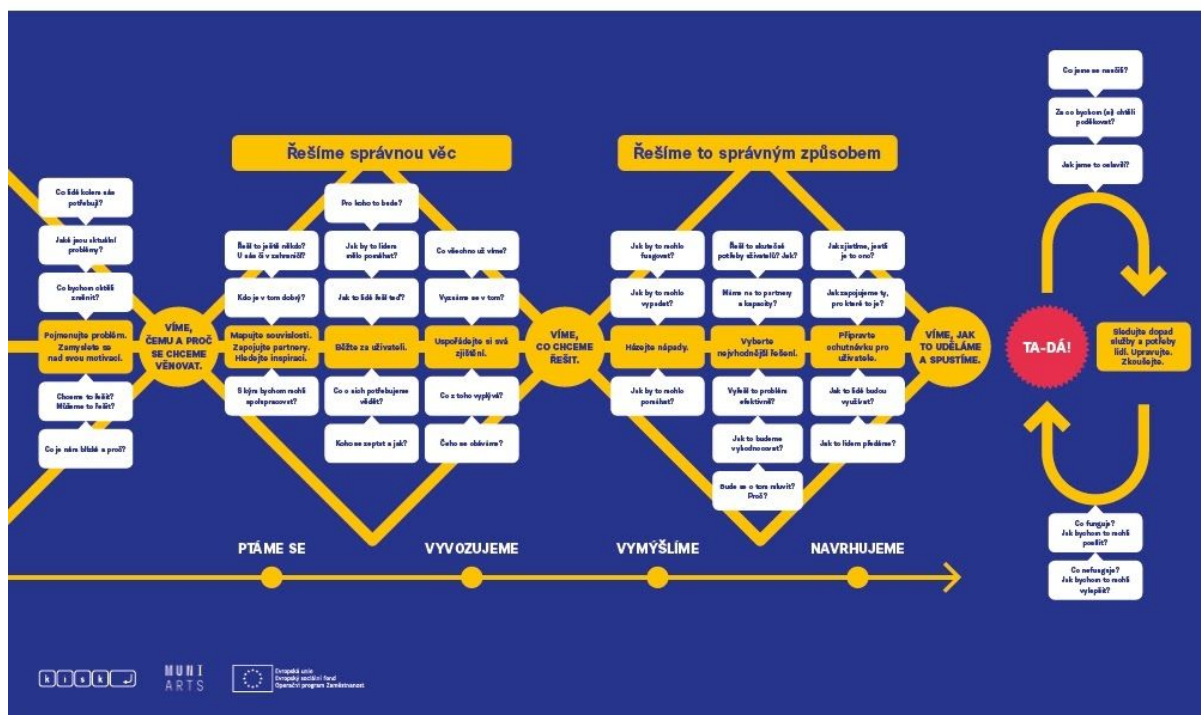 Řešíme správnou věc
Řešíme to správným způsobem
Co lidé kolem nás
potřebují?
Jaké jsou aktuální
problémy?
Co bychom chtěli
změnit?
Pojmenujte problém.
Zamyslete se
nad svou motivací.
Chceme to řešit?
Můžeme to řešit?
Co je nám blízké a proč?
VÍME,
ČEMU A PROČ
SE CHCEME
VĚNOVAT.
Řešil to ještě někdo?
U nás či v zahraničí?
Kdo je v tom dobrý?
Mapujte souvislosti.
Zapojujte partnery.
Hledejte inspiraci.
S kým bychom mohli
spolupracovat?
Pro koho to bude?
Jak by to lidem
mělo pomáhat?
Jak to lidé řeší teď?
Běžte za uživateli.
Co o nich potřebujeme
vědět?
Koho se zeptat a jak?
Co všechno už víme?
Vyznáme se v tom?
Uspořádejte si svá
zjištění.
Co z toho vyplývá?
Čeho se obáváme?
VÍME,
CO CHCEME
ŘEŠIT.
Jak by to mohlo
fungovat?
Jak by to mohlo
vypadat?
Házejte nápady.
Jak by to mohlo
pomáhat?
Řeší to skutečné
potřeby uživatelů? Jak?
Máme na to partnery
a kapacity?
Vyberte
nejvhodnější řešení.
Vyřeší to problém
efektivně?
Jak to budeme
vyhodnocovat?
Bude se o tom mluvit?
Proč?
Jak zjistíme, jestli
je to ono?
Jak zapojujeme ty,
pro které to je?
Připravte
ochutnávku pro
uživatele.
Jak to lidé budou
využívat?
Jak to lidem předáme?
VÍME, JAK
TO UDĚLÁME
A SPUSTÍME.
Co jsme se naučili?
Za co bychom (si) chtěli
poděkovat?
Jak jsme to oslavili?
TA-DÁ!
Sledujte dopad
služby a potřeby
lidí. Upravujte.
Zkoušejte.
Co funguje?
Jak bychom to mohli
posílit?
Co nefunguje?
Jak bychom to mohli
vylepšit?
PTÁME SE
VYVOZUJEME
VYMÝŠLÍME
NAVRHUJEME
kisk
MUNI
ARTS
Evropská unie
Evropský sociální fond
Operační program Zaměstnanost